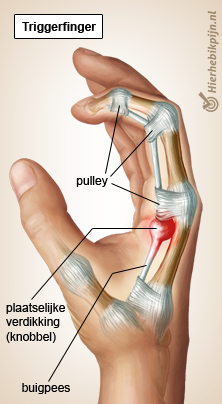 Triggerfinger
Hierhebikpijn.nl
pulley
plaatselijke
verdikking
(knobbel)
buigpees